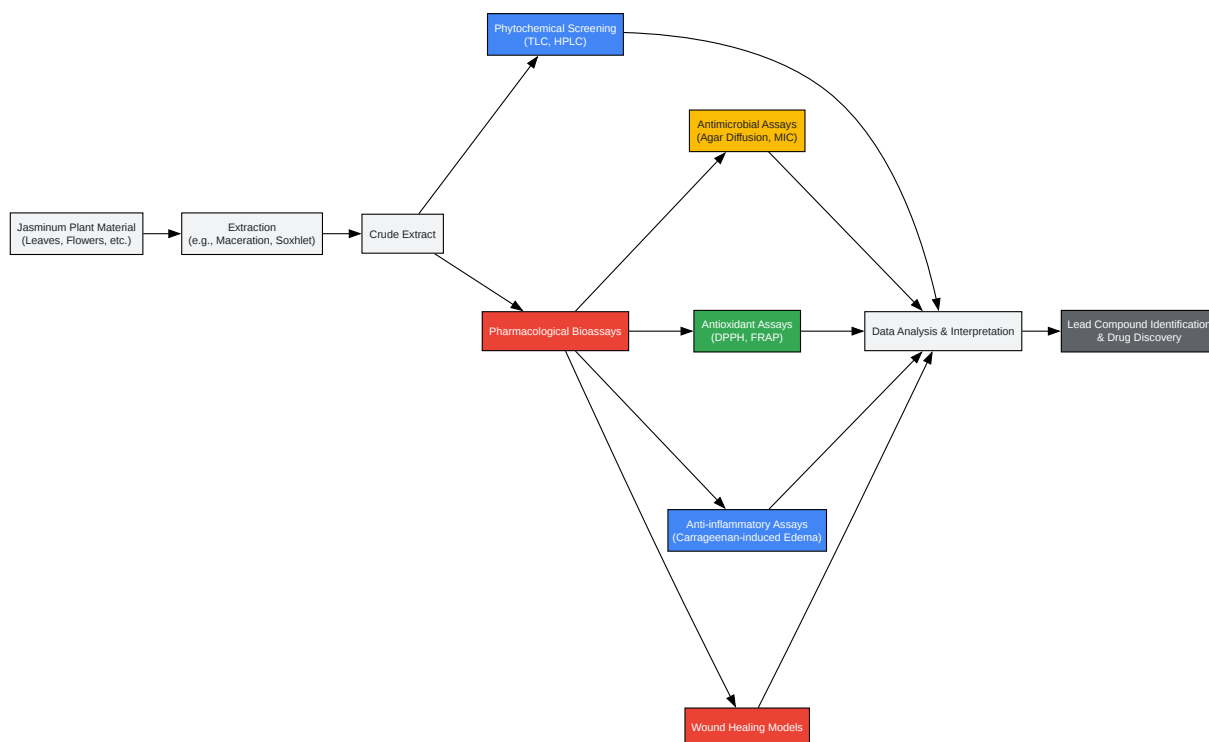 Phytochemical Screening
(TLC, HPLC)
Antimicrobial Assays
(Agar Diffusion, MIC)
Jasminum Plant Material
(Leaves, Flowers, etc.)
Extraction
(e.g., Maceration, Soxhlet)
Crude Extract
Pharmacological Bioassays
Antioxidant Assays
(DPPH, FRAP)
Data Analysis & Interpretation
Lead Compound Identification
& Drug Discovery
Anti-inflammatory Assays
(Carrageenan-induced Edema)
Wound Healing Models